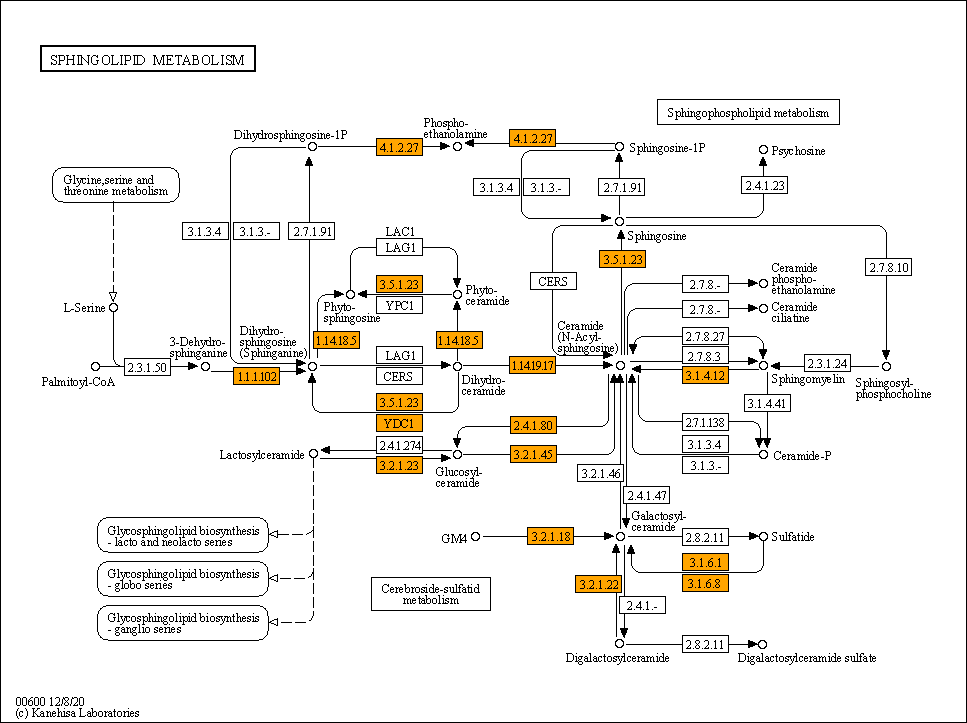 SPHINGOLIPID METABOLISM
Sphingophospholipid metabolism
Dihydrosphingosine-1P
4.1.2.27
Phospho-
ethanolamine
4.1.2.27
Sphingosine-1P
Psychosine
Glycine,serine and
threonine metabolism
3.1.3.4
3.1.3.-
2.7.1.91
2.4.1.23
3.1.3.4
3.1.3.-
2.7.1.91
LAC1
LAG1
Sphingosine
3.5.1.23
2.7.8.10
3.5.1.23
YPC1
Phyto-
sphingosine
Phyto-
ceramide
CERS
2.7.8.-
Ceramide
phospho-
ethanolamine
2.7.8.-
Ceramide
ciliatine
L-Serine
3-Dehydro-
sphinganine
Dihydro-
sphingosine
(Sphinganine)
1.14.18.5
1.14.18.5
Ceramide
(N-Acyl-
sphingosine)
2.7.8.27
2.7.8.3
3.1.4.12
Palmitoyl-CoA
2.3.1.50
1.1.1.102
LAG1
CERS
Dihydro-
ceramide
1.14.19.17
Sphingomyelin
2.3.1.24
Sphingosyl-
phosphocholine
3.5.1.23
YDC1
3.1.4.41
2.4.1.80
2.7.1.138
Lactosylceramide
2.4.1.274
3.2.1.23
Glucosyl-
ceramide
3.2.1.45
3.1.3.4
3.1.3.-
Ceramide-P
3.2.1.46
2.4.1.47
Galactosyl-
ceramide
Glycosphingolipid biosynthesis
- lacto and neolacto series
GM4
3.2.1.18
2.8.2.11
Sulfatide
3.1.6.1
3.1.6.8
Glycosphingolipid biosynthesis
- globo series
Cerebroside-sulfatid
metabolism
3.2.1.22
2.4.1.-
Glycosphingolipid biosynthesis
- ganglio series
2.8.2.11
Digalactosylceramide
Digalactosylceramide sulfate
00600 12/8/20
(c) Kanehisa Laboratories